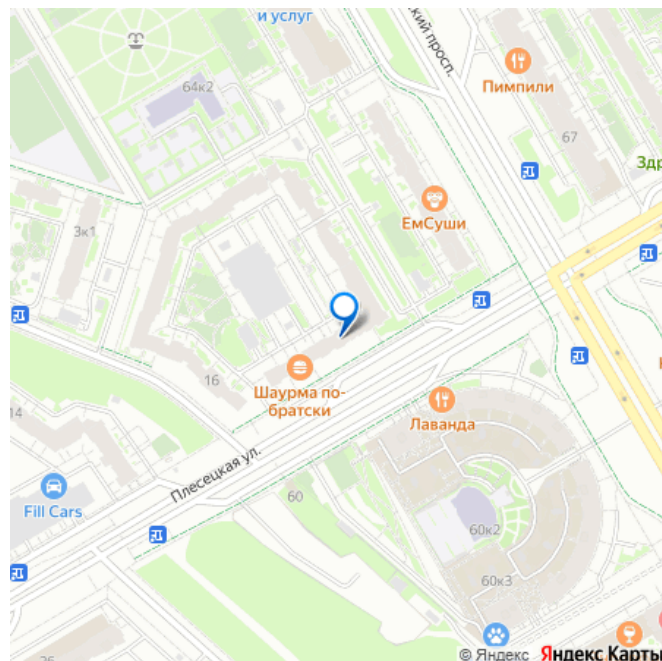 и услуг
ский просп.
64к2
Пимпили
67
Здр
ЕмСуши
3к1
16
Шаурма по-
братски
Лаванда
14
Плесецкая ул.
Fill Cars
60
60к2
60к3
26
© Яндекс Яндекс Карты